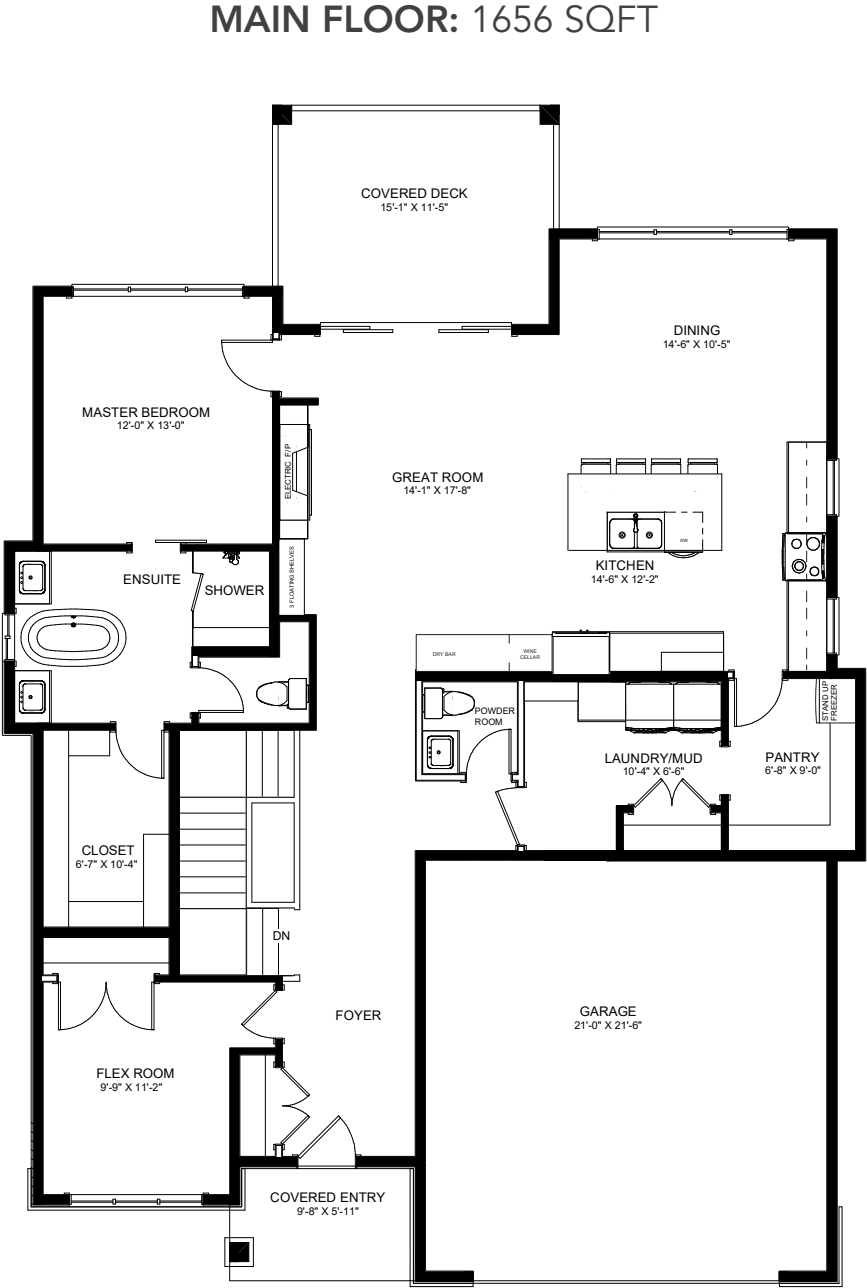 MAIN FLOOR: 1656 SQFT
COVERED DECK
15'-1" X 11'-5"
DINING
14'-6" X 10'-5"
MASTER BEDROOM
12'-0" X 13'-0"
ELECTRIC F/P
GREAT ROOM
14'-1" X 17'-8"
DW
KITCHEN
14'-6" X 12'-2"
3 FLOATING SHELVES
ENSUITE
SHOWER
DRY BAR
WINE
CELLAR
POWDER
ROOM
STAND UP
FREEZER
LAUNDRY/MUD
10'-4" X 6'-6"
PANTRY
6'-8" X 9'-0"
CLOSET
6'-7" X 10'-4"
DN
FOYER
GARAGE
21'-0" X 21'-6"
FLEX ROOM
9'-9" X 11'-2"
COVERED ENTRY
9'-8" X 5'-11"